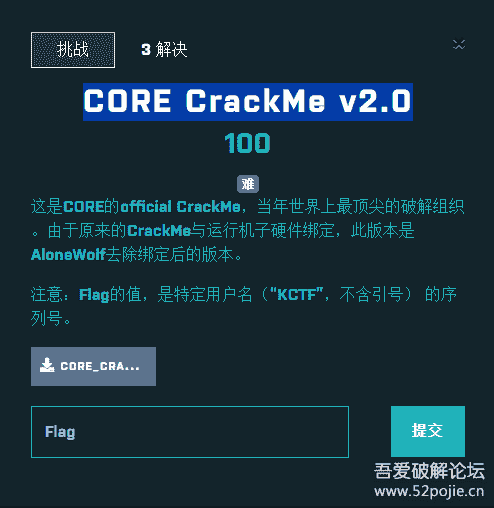 挑战 3 解决
CORE CrackMe v2.0
100
难
这是CORE的official CrackMe，当年世界上最顶尖的破解组织
。由于原来的CrackMe与运行机子硬件绑定，此版本是
AloneWolf去除绑定后的版本。
注意：Flag的值，是特定用户名（“KCTF”，不含引号） 的序
列号。
CORE_CRA...
Flag 提交
吾爱破解论坛
www.52pojie.cn